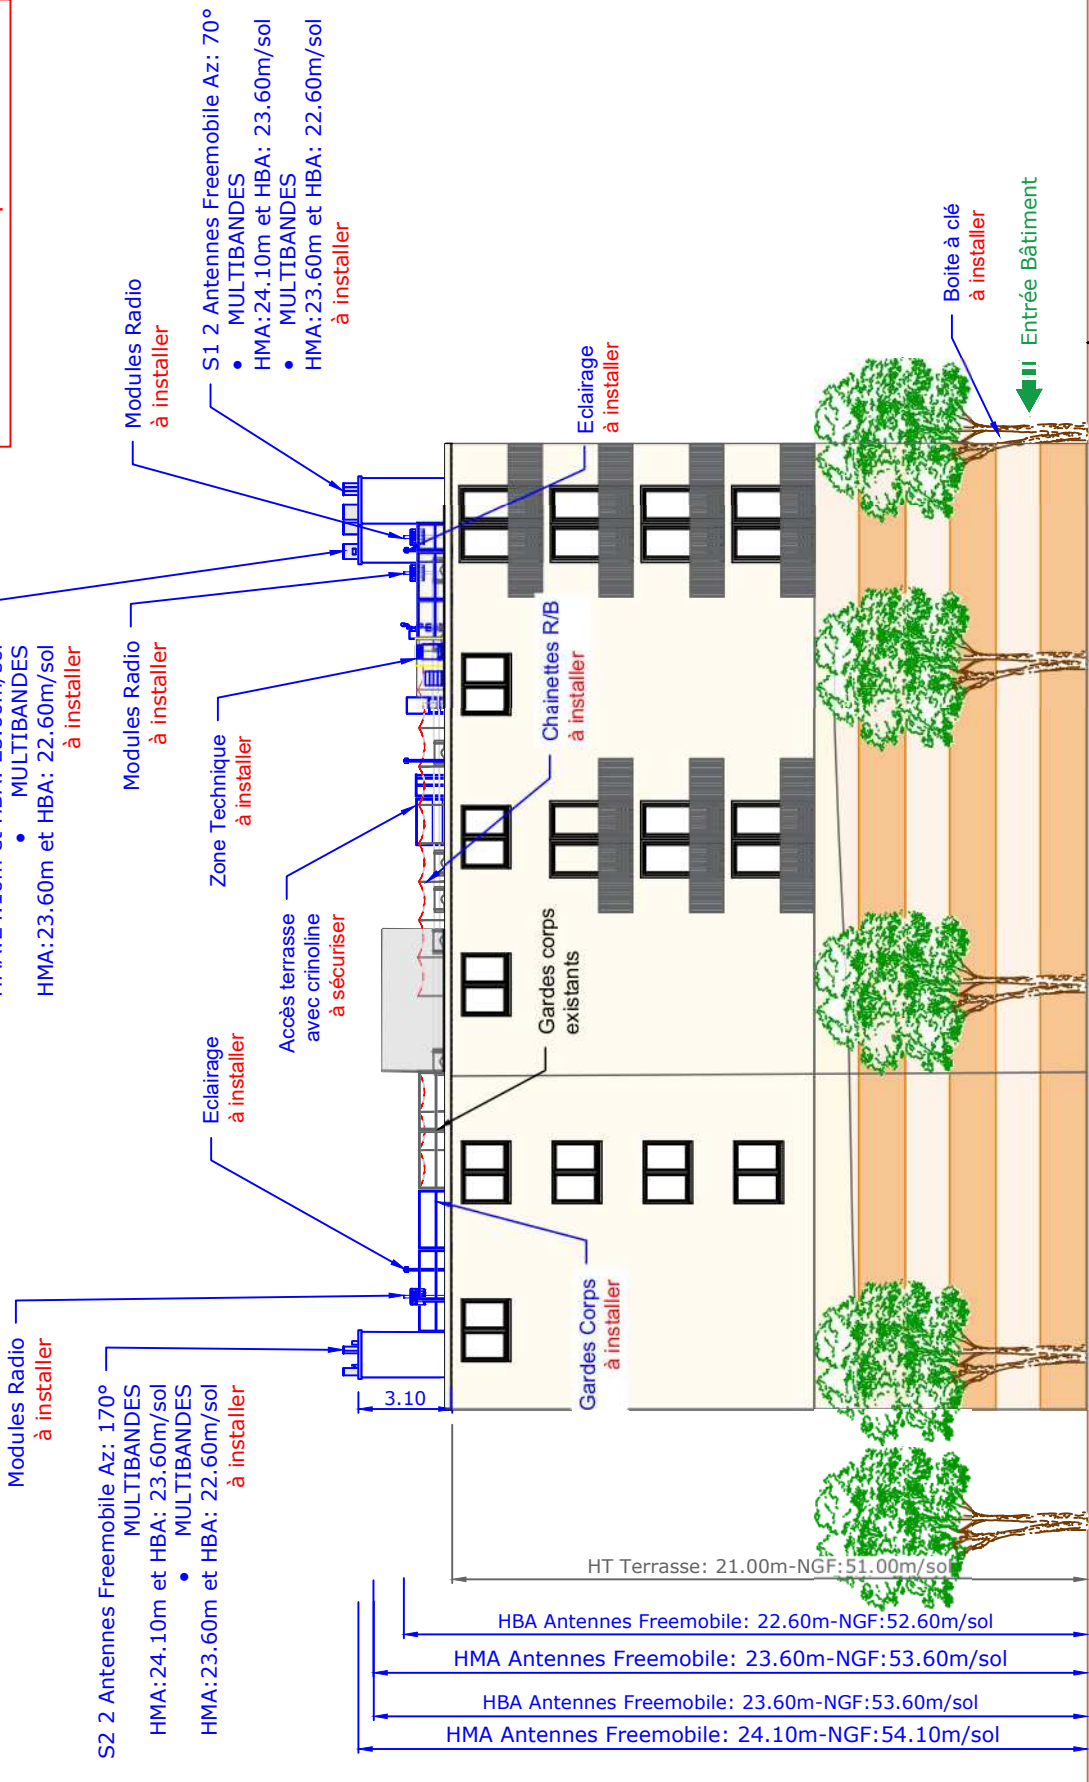 Modules Radio
à installer
S2 2 Antennes Freemobile Az: 170°
MULTIBANDES
HMA:24.10m et HBA: 23.60m/sol
• MULTIBANDES
HMA:23.60m et HBA: 22.60m/sol
à installer
Eclairage
à installer
Accès terrasse
avec crinoline
à sécuriser
Zone Technique
à installer
• MULTIBANDES
HMA:23.60m et HBA: 22.60m/sol
à installer
Modules Radio
à installer
Modules Radio
à installer
S1 2 Antennes Freemobile Az: 70°
• MULTIBANDES
HMA:24.10m et HBA: 23.60m/sol
• MULTIBANDES
HMA:23.60m et HBA: 22.60m/sol
à installer
3.10
Gardes Corps
à installer
Gardes corps
existants
Chainettes R/B
à installer
Eclairage
à installer
Boite à clé
à installer
Entrée Bâtiment
HT Terrasse: 21.00m-NGF:51.00m/sol
HBA Antennes Freemobile: 22.60m-NGF:52.60m/sol
HMA Antennes Freemobile: 23.60m-NGF:53.60m/sol
HBA Antennes Freemobile: 23.60m-NGF:53.60m/sol
HMA Antennes Freemobile: 24.10m-NGF:54.10m/sol